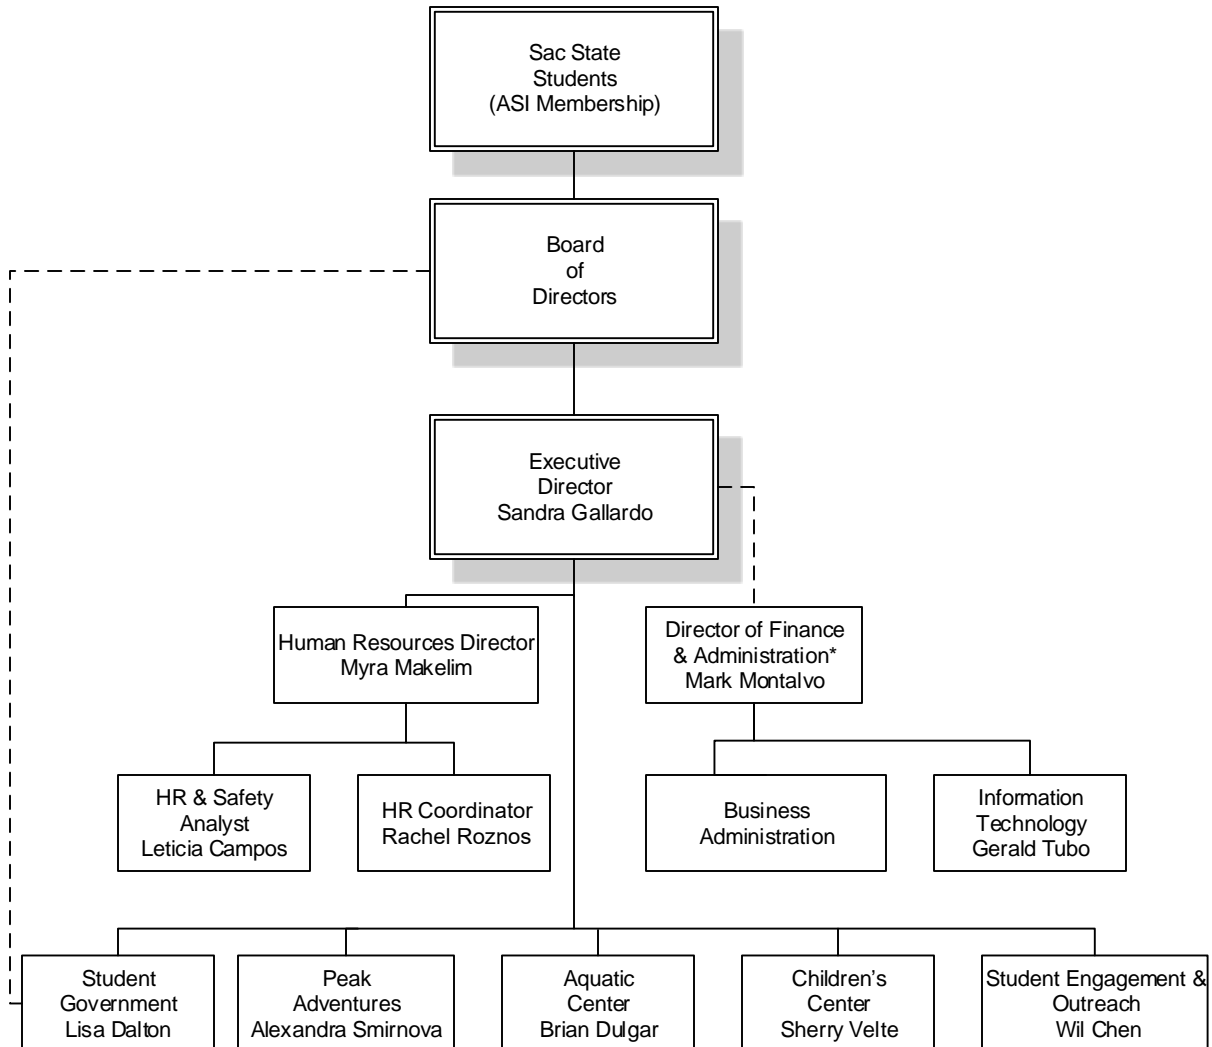 Sac State
Students
(ASI Membership)
Board
of
Directors
Executive
Director
Sandra Gallardo
Human Resources Director
Myra Makelim
Director of Finance
& Administration*
Mark Montalvo
HR & Safety
Analyst
Leticia Campos
HR Coordinator
Rachel Roznos
Business
Administration
Information
Technology
Gerald Tubo
Student
Government
Lisa Dalton
Peak
Adventures
Alexandra Smirnova
Aquatic
Center
Brian Dulgar
Children’s
Center
Sherry Velte
Student Engagement &
Outreach
Wil Chen